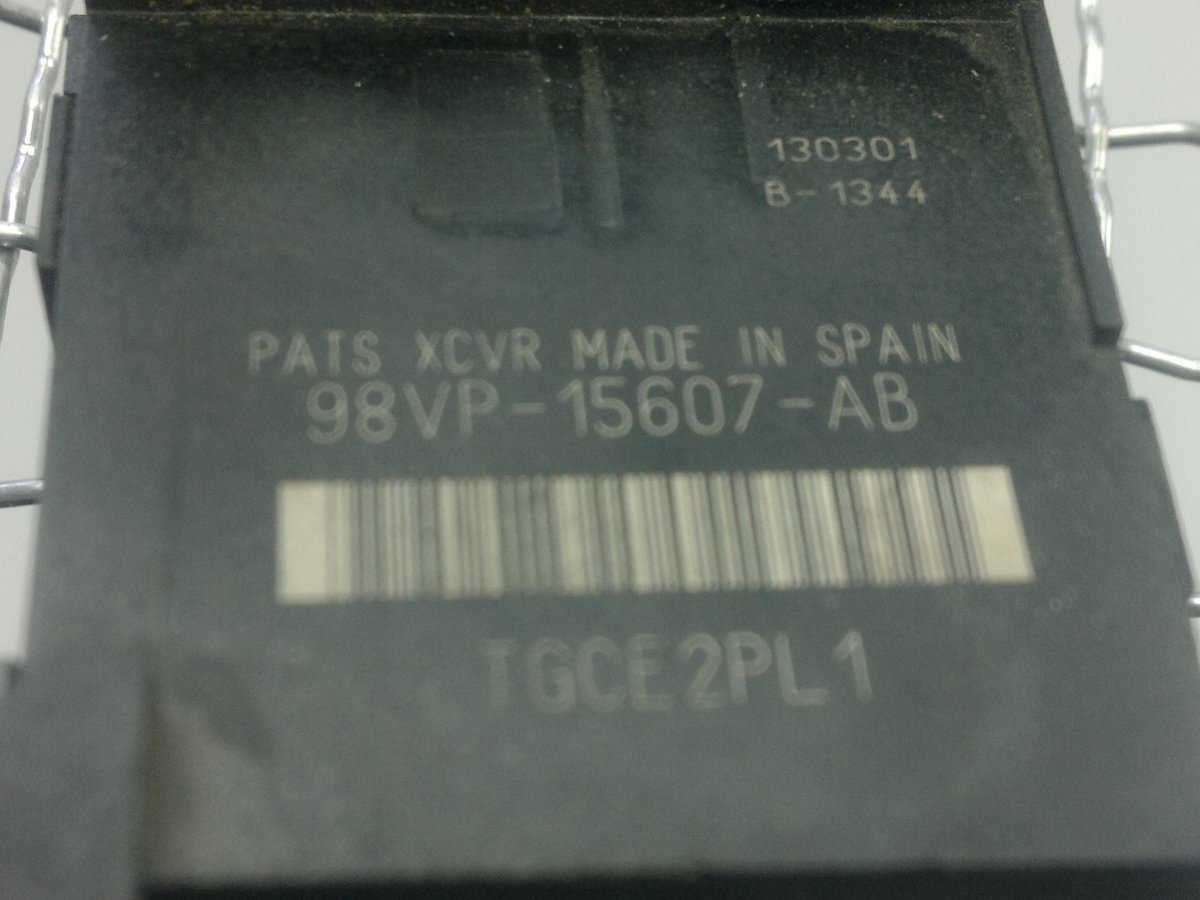 130301
B-1344
PATS XCVR MADE IN SPAIN
98VP-15607-AB
TGCE2PL1